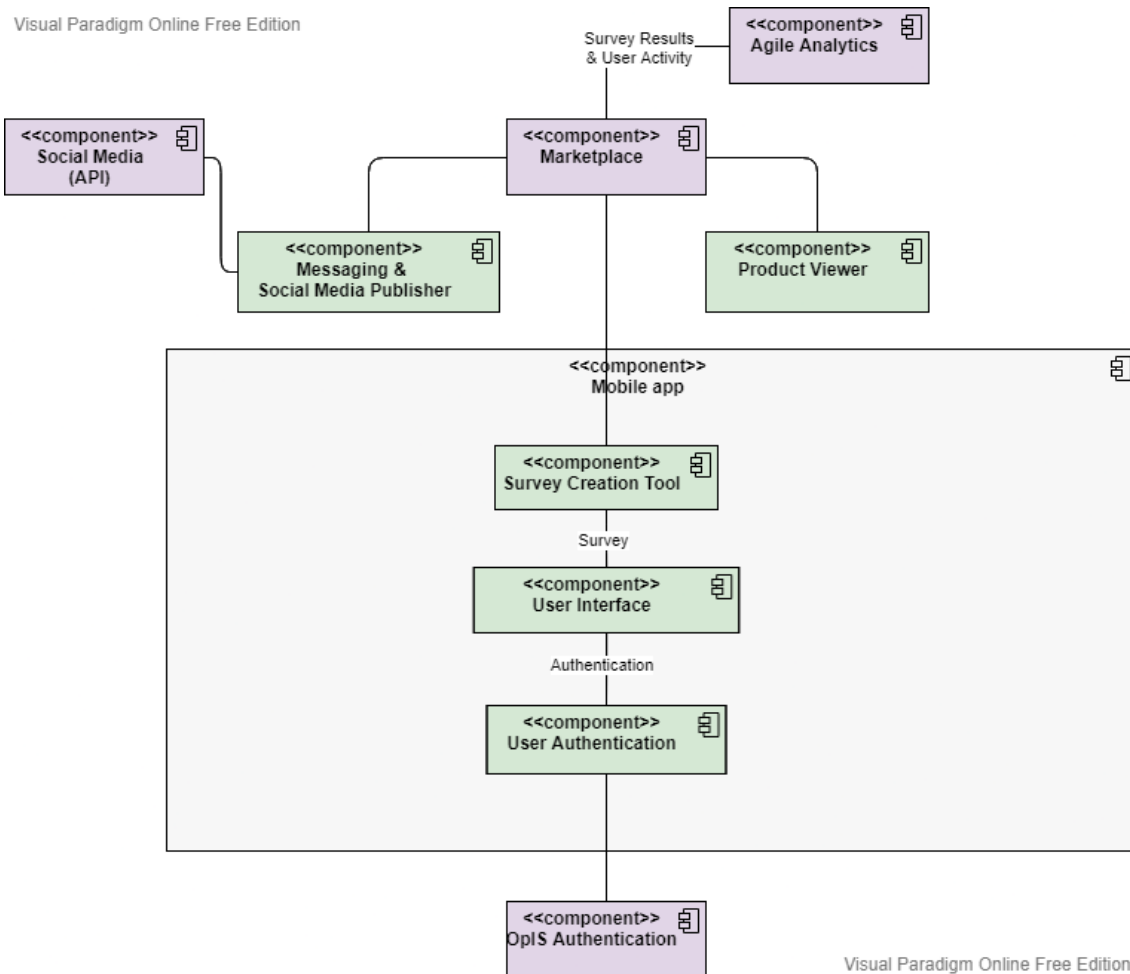 Visual Paradigm Online Free Edition
<<component>>
Agile Analytics
Survey Results
& User Activity
<<component>>
Social Media
(API)
<<component>>
Marketplace
<<component>>
Messaging &
Social Media Publisher
<<component>>
Product Viewer
<<component>>
Mobile app
<<component>>
Survey Creation Tool
Survey
<<component>>
User Interface
Authentication
<<component>>
User Authentication
<<component>>
OpIS Authentication
Visual Paradigm Online Free Edition